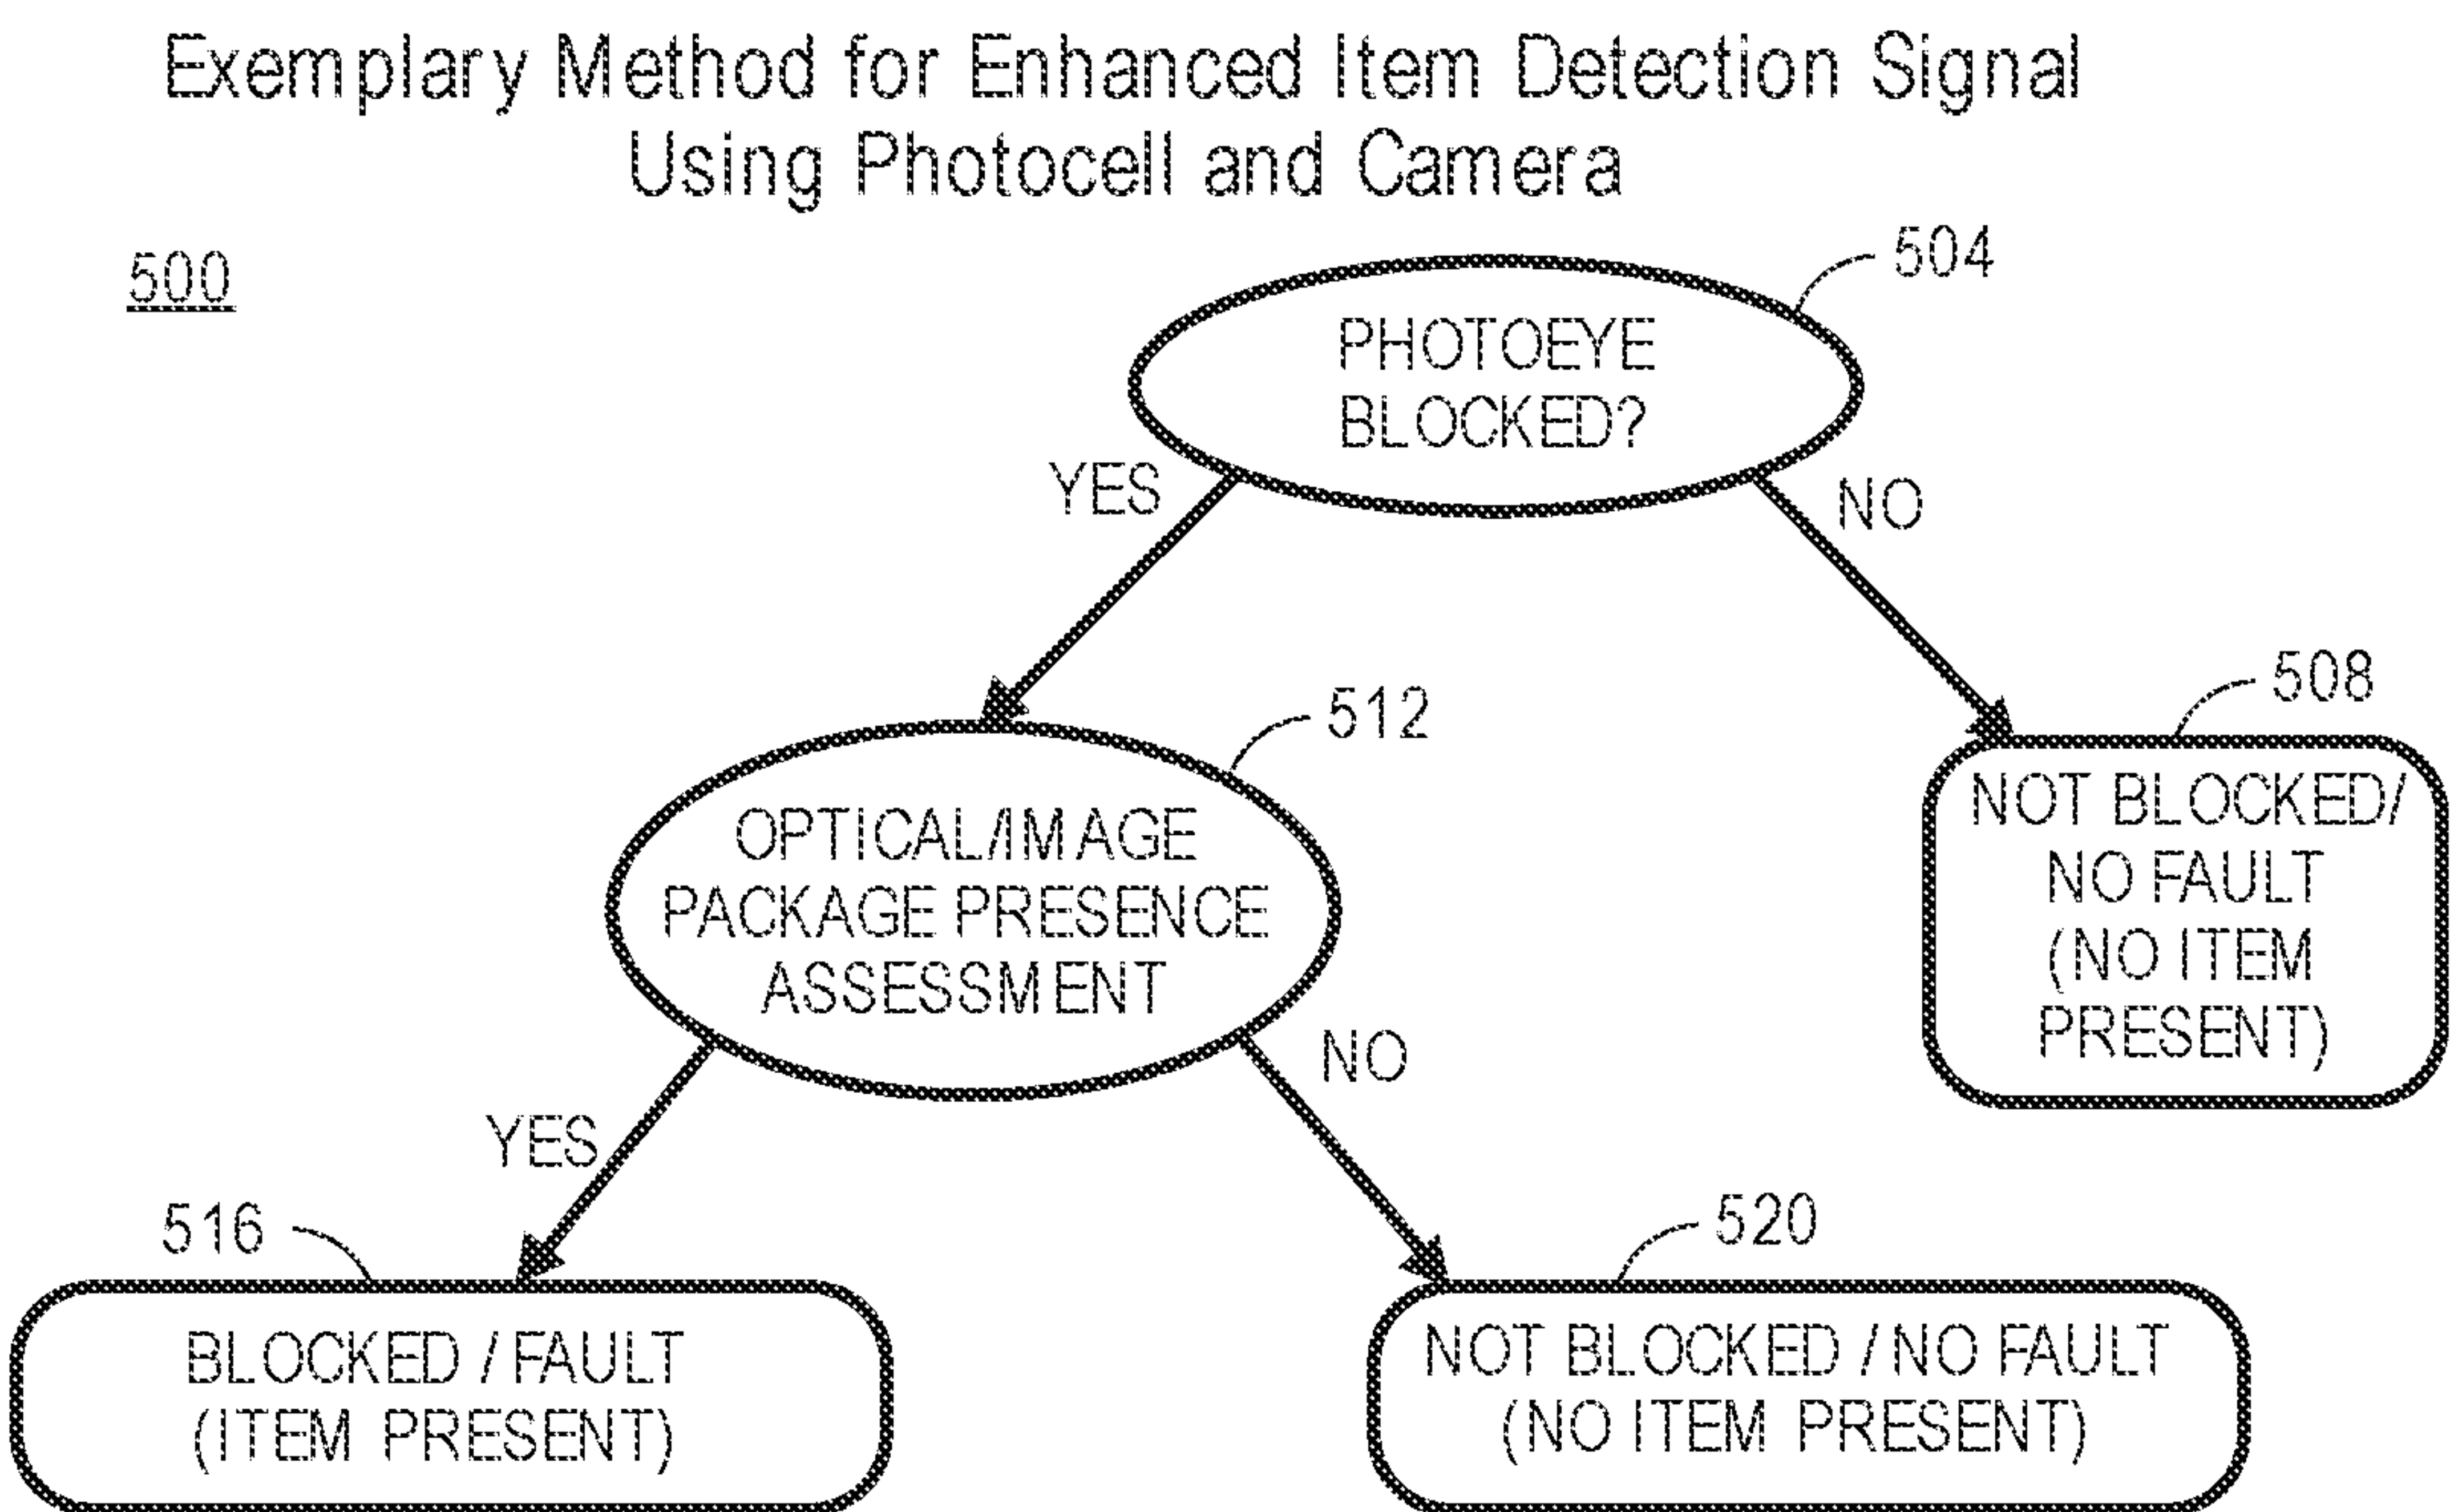 Exemplary Method for Enhanced Item Detection Signal
Using Photocell and Camera
500
504
PHOTOEYE
BLOCKED?
YES
NO
508
NOT BLOCKED/
NO FAULT
(NO ITEM
PRESENT)
512
OPTICAL/IMAGE
PACKAGE PRESENCE
ASSESSMENT
YES
NO
516
BLOCKED / FAULT
(ITEM PRESENT)
520
NOT BLOCKED / NO FAULT
(NO ITEM PRESENT)